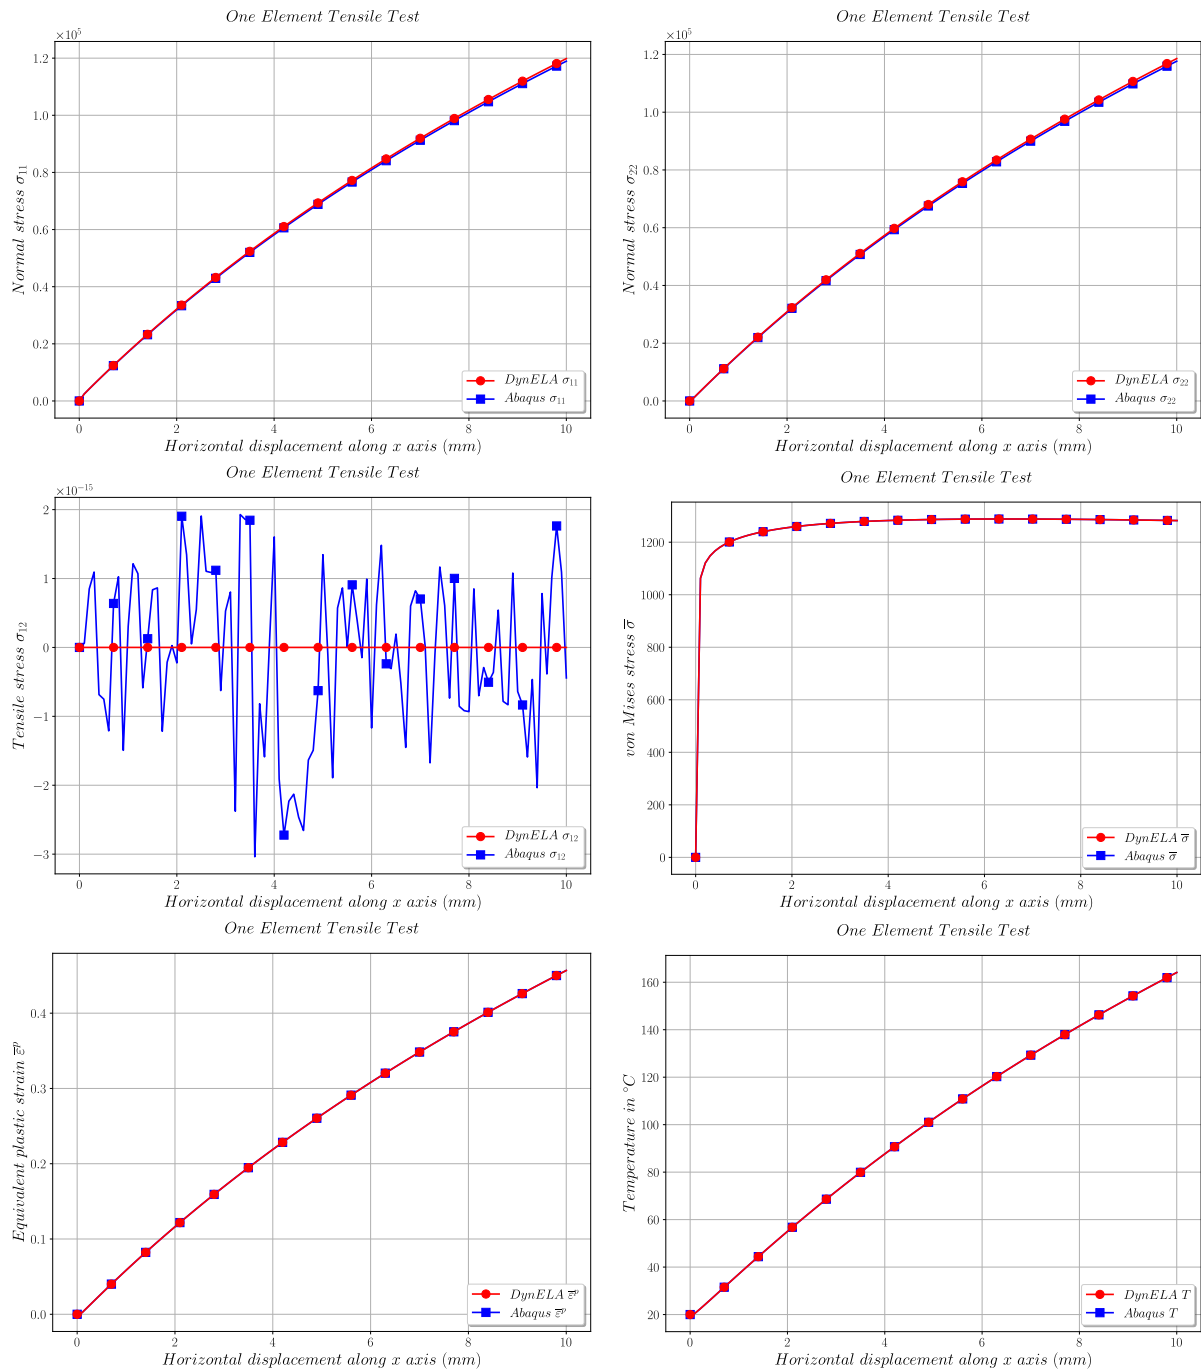 One Element Tensile Test
×10⁵
1.2
1.0
0.8
0.6
0.4
0.2
0.0
Normal stress σ₁₁
DynELA σ₁₁
Abaqus σ₁₁
0 2 4 6 8 10
Horizontal displacement along x axis (mm)
One Element Tensile Test
×10⁵
1.2
1.0
0.8
0.6
0.4
0.2
0.0
Normal stress σ₂₂
DynELA σ₂₂
Abaqus σ₂₂
0 2 4 6 8 10
Horizontal displacement along x axis (mm)
One Element Tensile Test
×10⁻¹⁵
2
1
0
−1
−2
−3
Tensile stress σ₁₂
DynELA σ₁₂
Abaqus σ₁₂
0 2 4 6 8 10
Horizontal displacement along x axis (mm)
One Element Tensile Test
1200
1000
800
600
400
200
0
von Mises stress σ̅
DynELA σ̅
Abaqus σ̅
0 2 4 6 8 10
Horizontal displacement along x axis (mm)
One Element Tensile Test
0.4
0.3
0.2
0.1
0.0
Equivalent plastic strain ε̅ᵖ
DynELA ε̅ᵖ
Abaqus ε̅ᵖ
0 2 4 6 8 10
Horizontal displacement along x axis (mm)
One Element Tensile Test
160
140
120
100
80
60
40
20
Temperature in °C
DynELA T
Abaqus T
0 2 4 6 8 10
Horizontal displacement along x axis (mm)